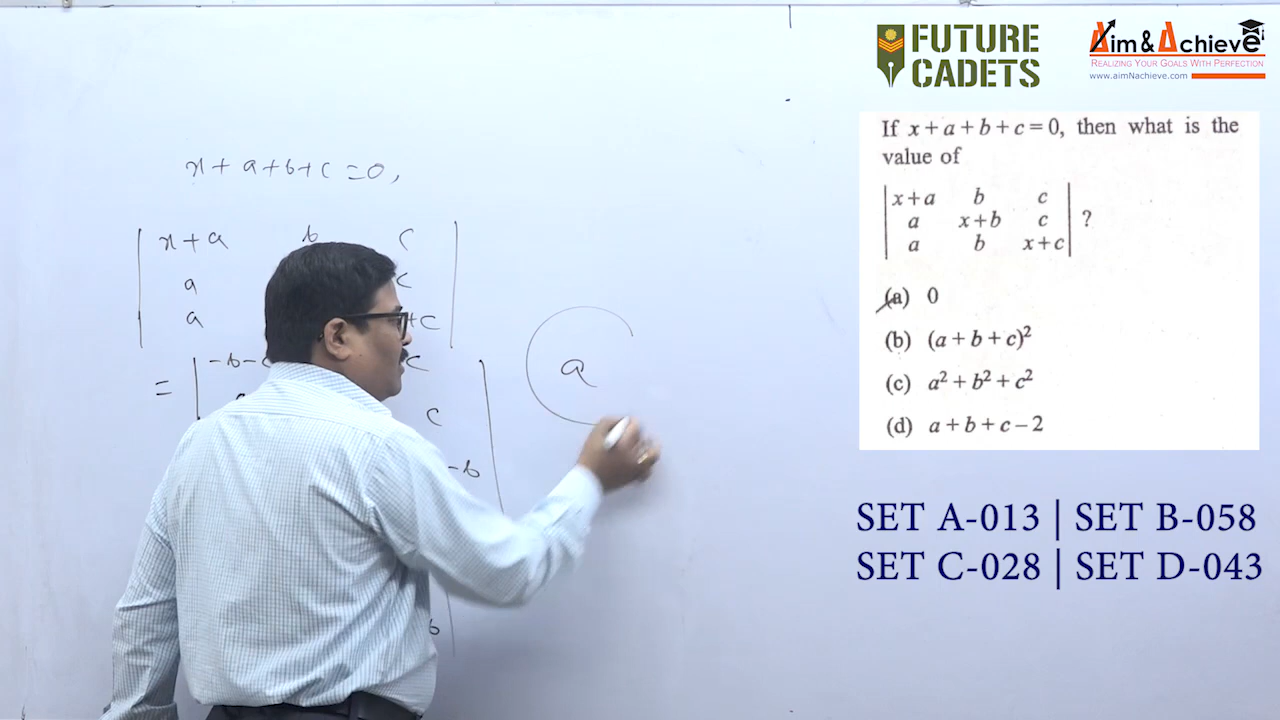 FUTURE
CADETS
Aim & Achieve
REALIZING YOUR GOALS WITH PERFECTION
www.aimNachieve.com
If x+a+b+c=0, then what is the
value of
x+a b c
a x+b c ?
a b x+c
(a) 0
(b) (a+b+c)²
(c) a²+b²+c²
(d) a+b+c−2
SET A-013 | SET B-058
SET C-028 | SET D-043
x+a+b+c=0,
x+a b c
a c
a +c
= -b- c
c
-b
b
a